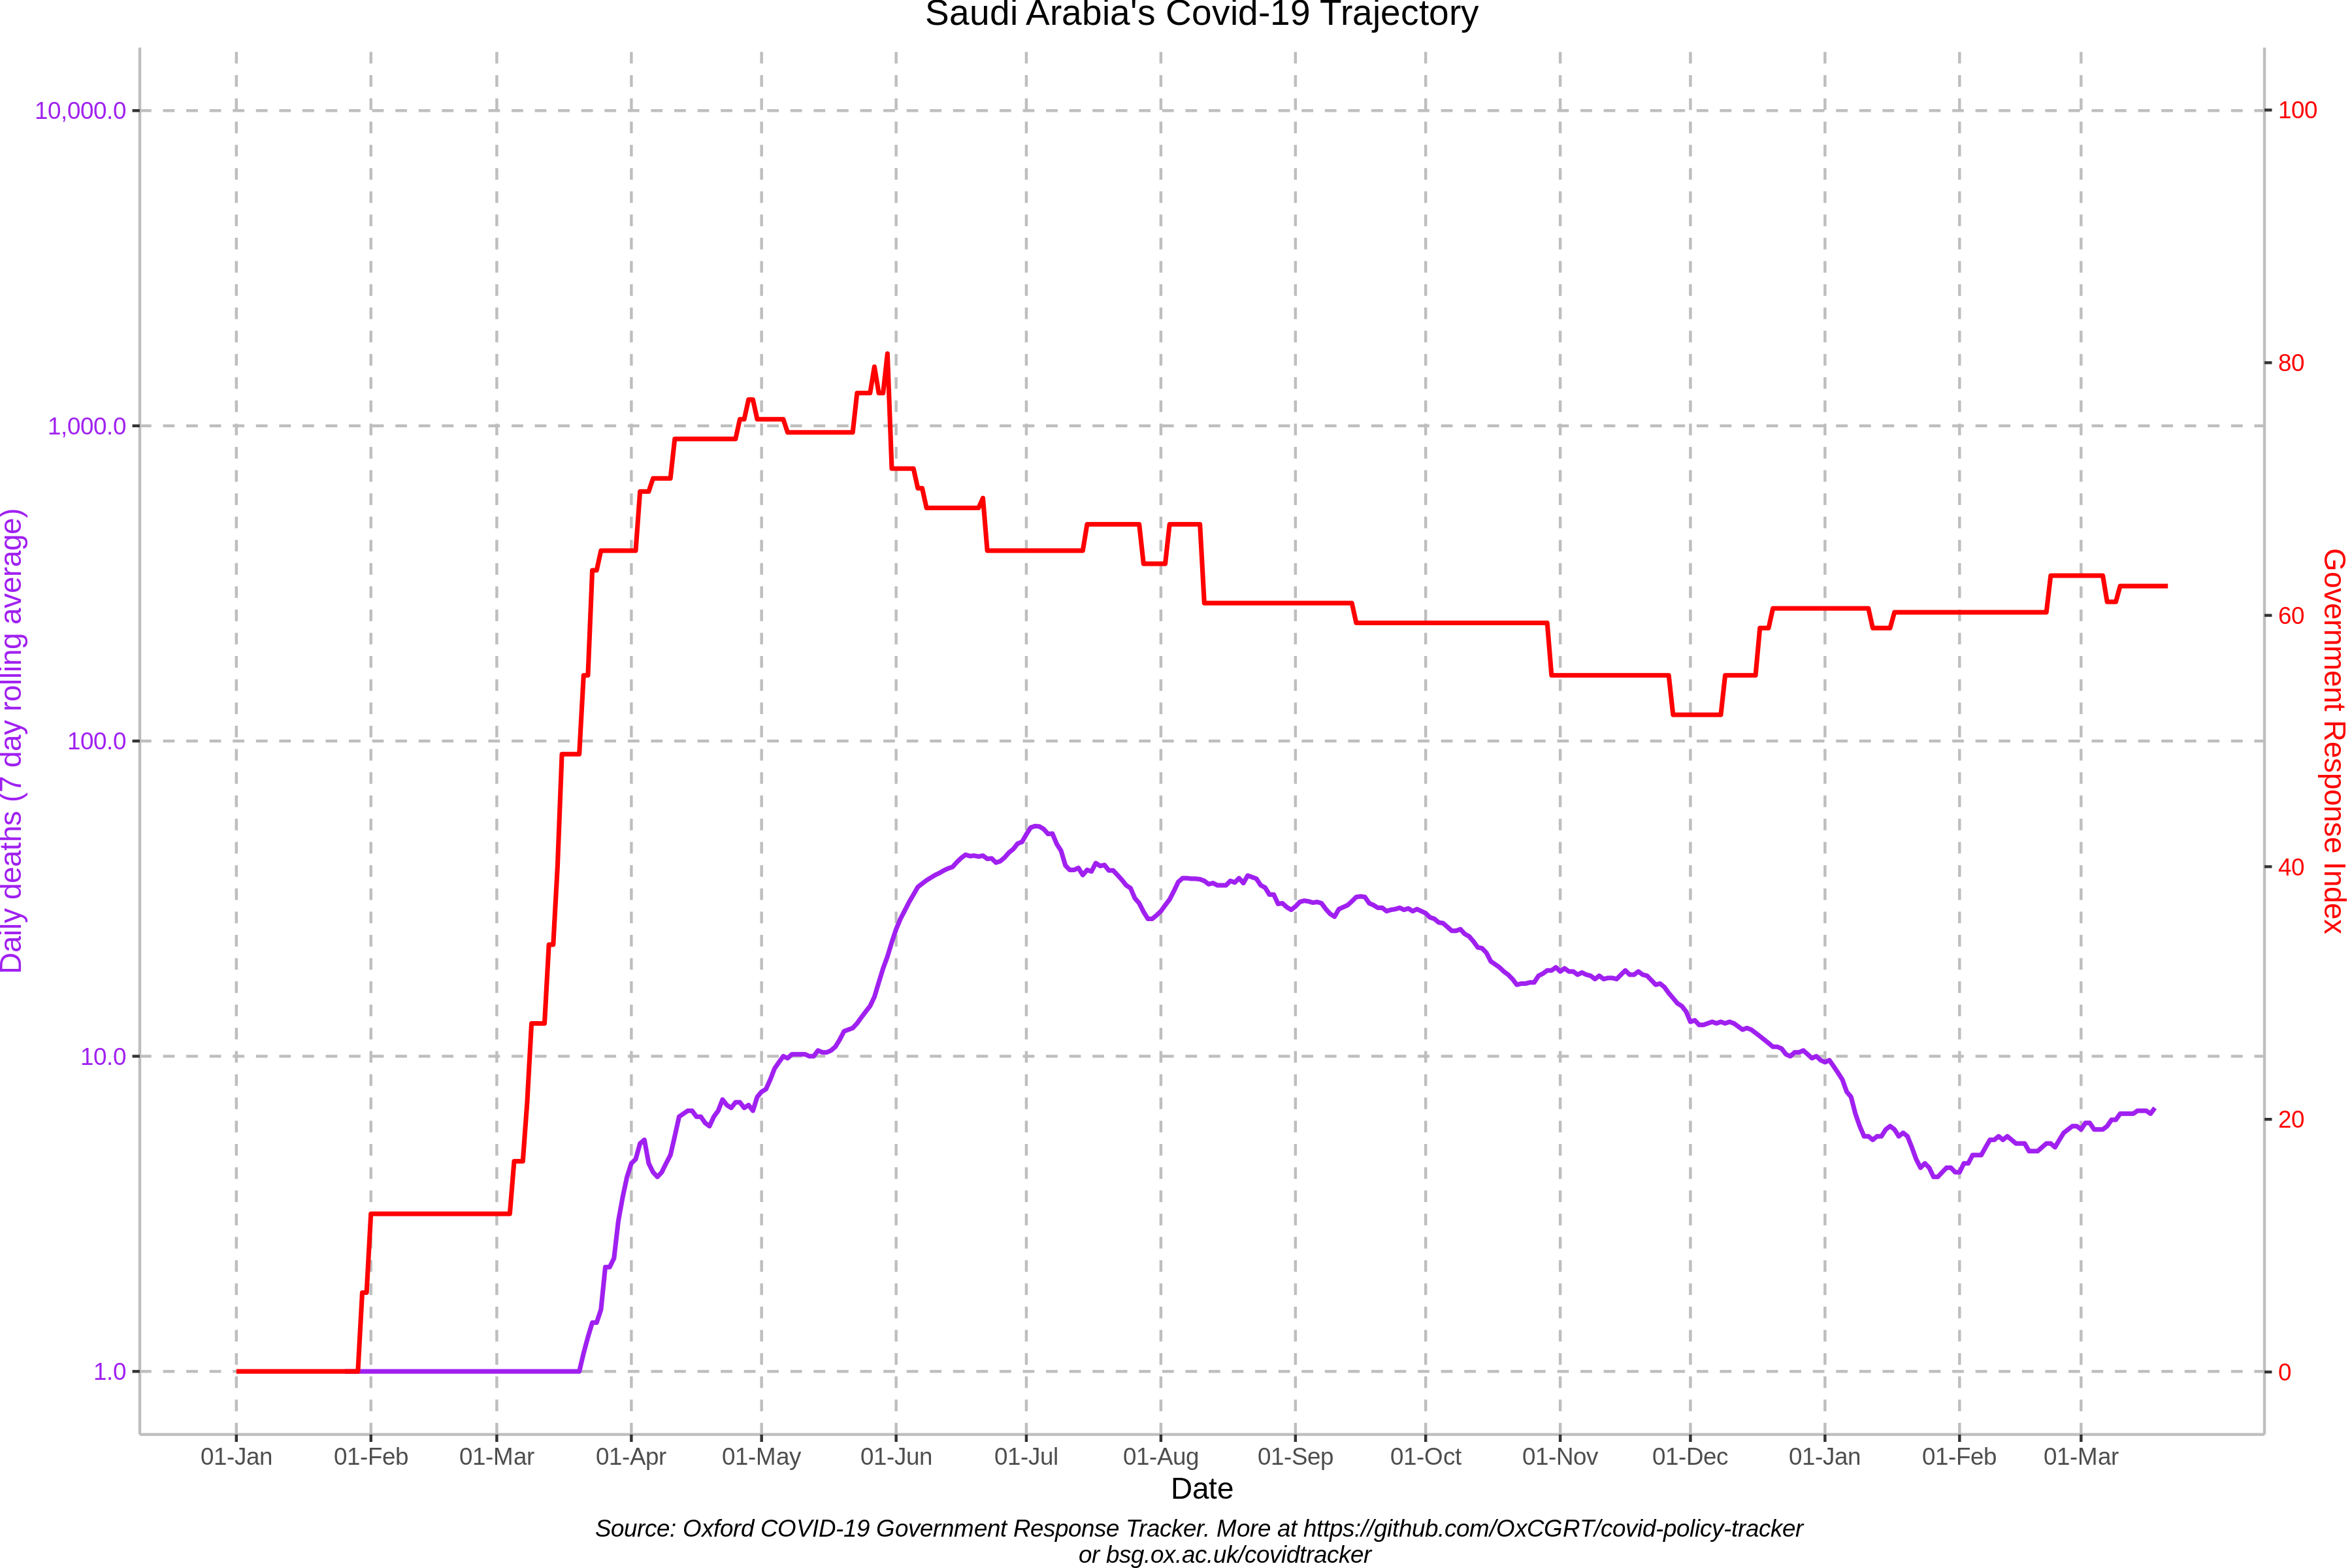 Saudi Arabia's Covid-19 Trajectory
10,000.0
1,000.0
100.0
10.0
1.0
Daily deaths (7 day rolling average)
100
80
60
40
20
0
Government Response Index
01-Jan 01-Feb 01-Mar 01-Apr 01-May 01-Jun 01-Jul 01-Aug 01-Sep 01-Oct 01-Nov 01-Dec 01-Jan 01-Feb 01-Mar
Date
Source: Oxford COVID-19 Government Response Tracker. More at https://github.com/OxCGRT/covid-policy-tracker
or bsg.ox.ac.uk/covidtracker